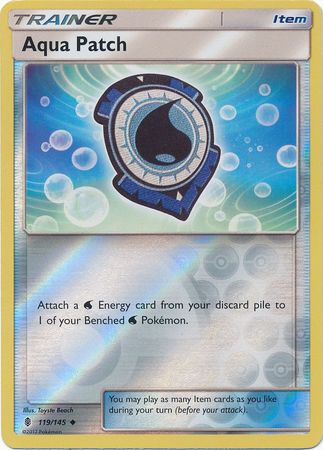 TRAINER
Item
Aqua Patch
Attach a Energy card from your discard pile to
1 of your Benched Pokémon.
Illus. Toyste Beach
119/145
©2017 Pokémon
You may play as many Item cards as you like
during your turn (before your attack).